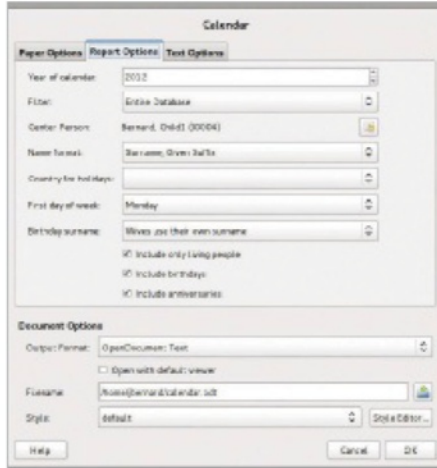 Calendar
Paper Options Report Options Text Options
Year of calendar: 2012
Filter: Entire Database
Center Person: Bernard, Child1 (00004)
Name format: Surname, Given Suffix
Country for holidays:
First day of week: Monday
Birthday surname: Wives use their own surname
Include only living people
Include birthdays
Include anniversaries
Document Options
Output Format: OpenDocument Text
Open with default viewer
Filename: /home/bernard/calendar.odt
Style: default Style Editor...
Help Cancel OK